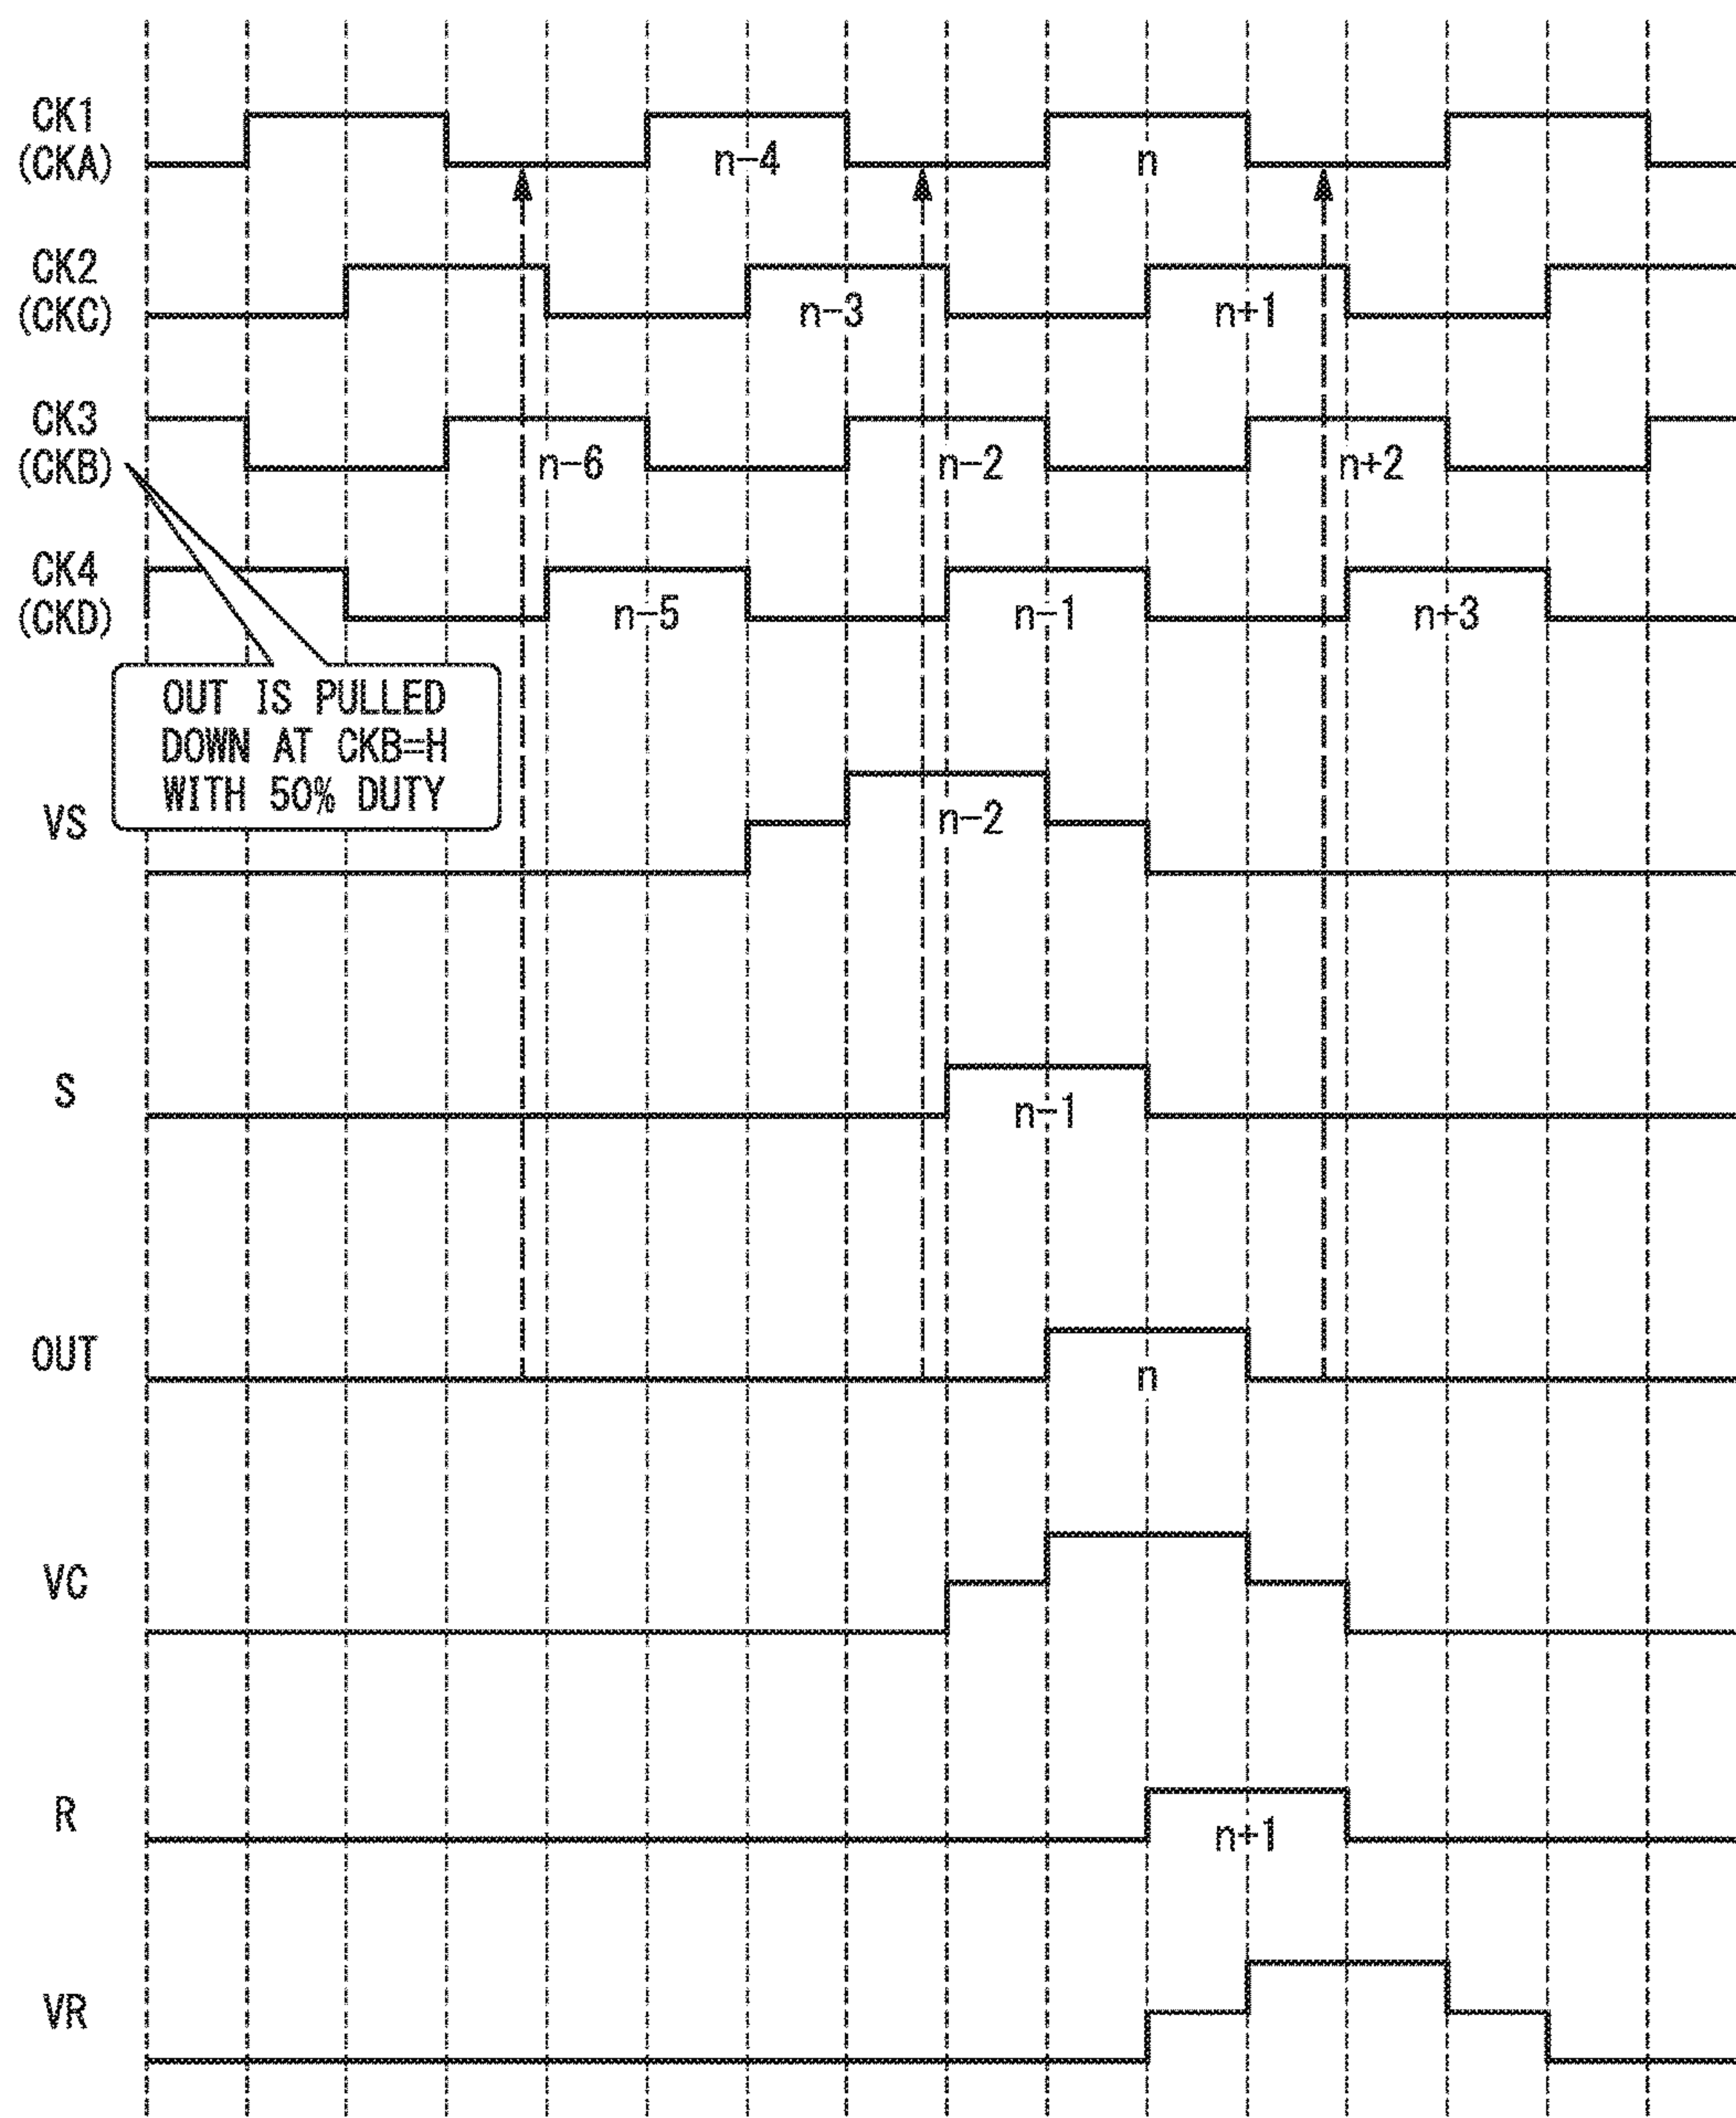 CK1
(CKA)
n-4
n
CK2
(CKC)
n-3
n+1
CK3
(CKB)
n-6
n-2
n+2
CK4
(CKD)
n-5
n-1
n+3
OUT IS PULLED
DOWN AT CKB=H
WITH 50% DUTY
VS
n-2
S
n-1
OUT
n
VC
R
n+1
VR